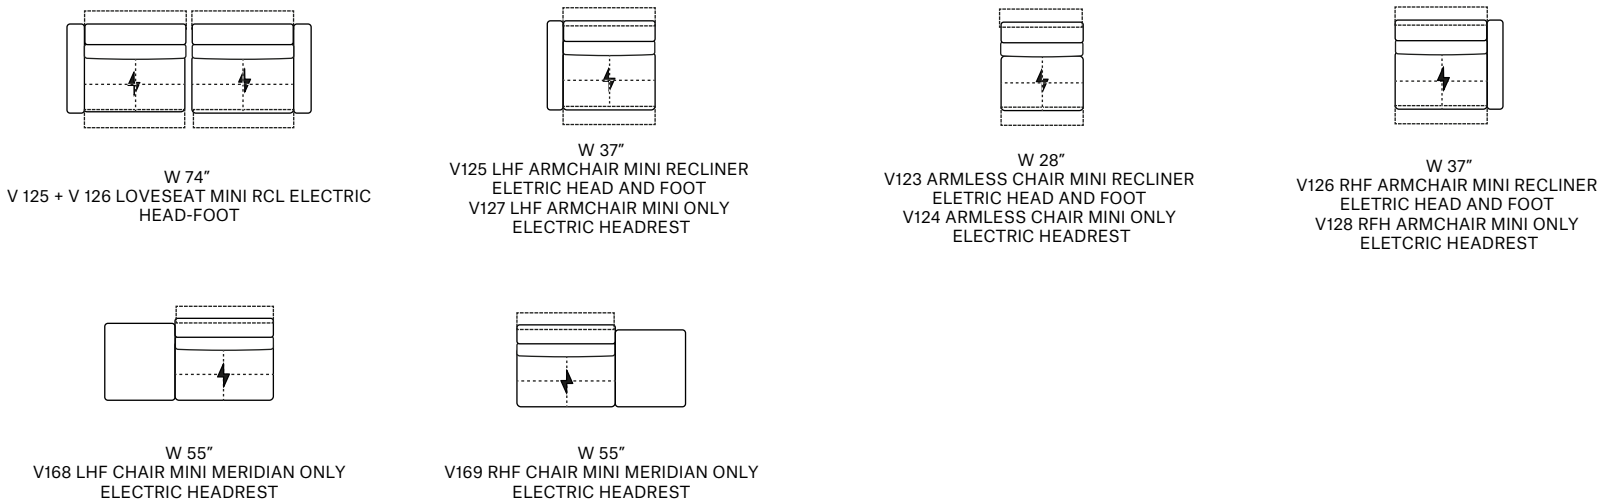 W 74”
V 125 + V 126 LOVESEAT MINI RCL ELECTRIC
HEAD-FOOT
W 37”
V125 LHF ARMCHAIR MINI RECLINER
ELETRIC HEAD AND FOOT
V127 LHF ARMCHAIR MINI ONLY
ELECTRIC HEADREST
W 28”
V123 ARMLESS CHAIR MINI RECLINER
ELETRIC HEAD AND FOOT
V124 ARMLESS CHAIR MINI ONLY
ELECTRIC HEADREST
W 37”
V126 RHF ARMCHAIR MINI RECLINER
ELETRIC HEAD AND FOOT
V128 RFH ARMCHAIR MINI ONLY
ELETCRIC HEADREST
W 55”
V168 LHF CHAIR MINI MERIDIAN ONLY
ELECTRIC HEADREST
W 55”
V169 RHF CHAIR MINI MERIDIAN ONLY
ELECTRIC HEADREST